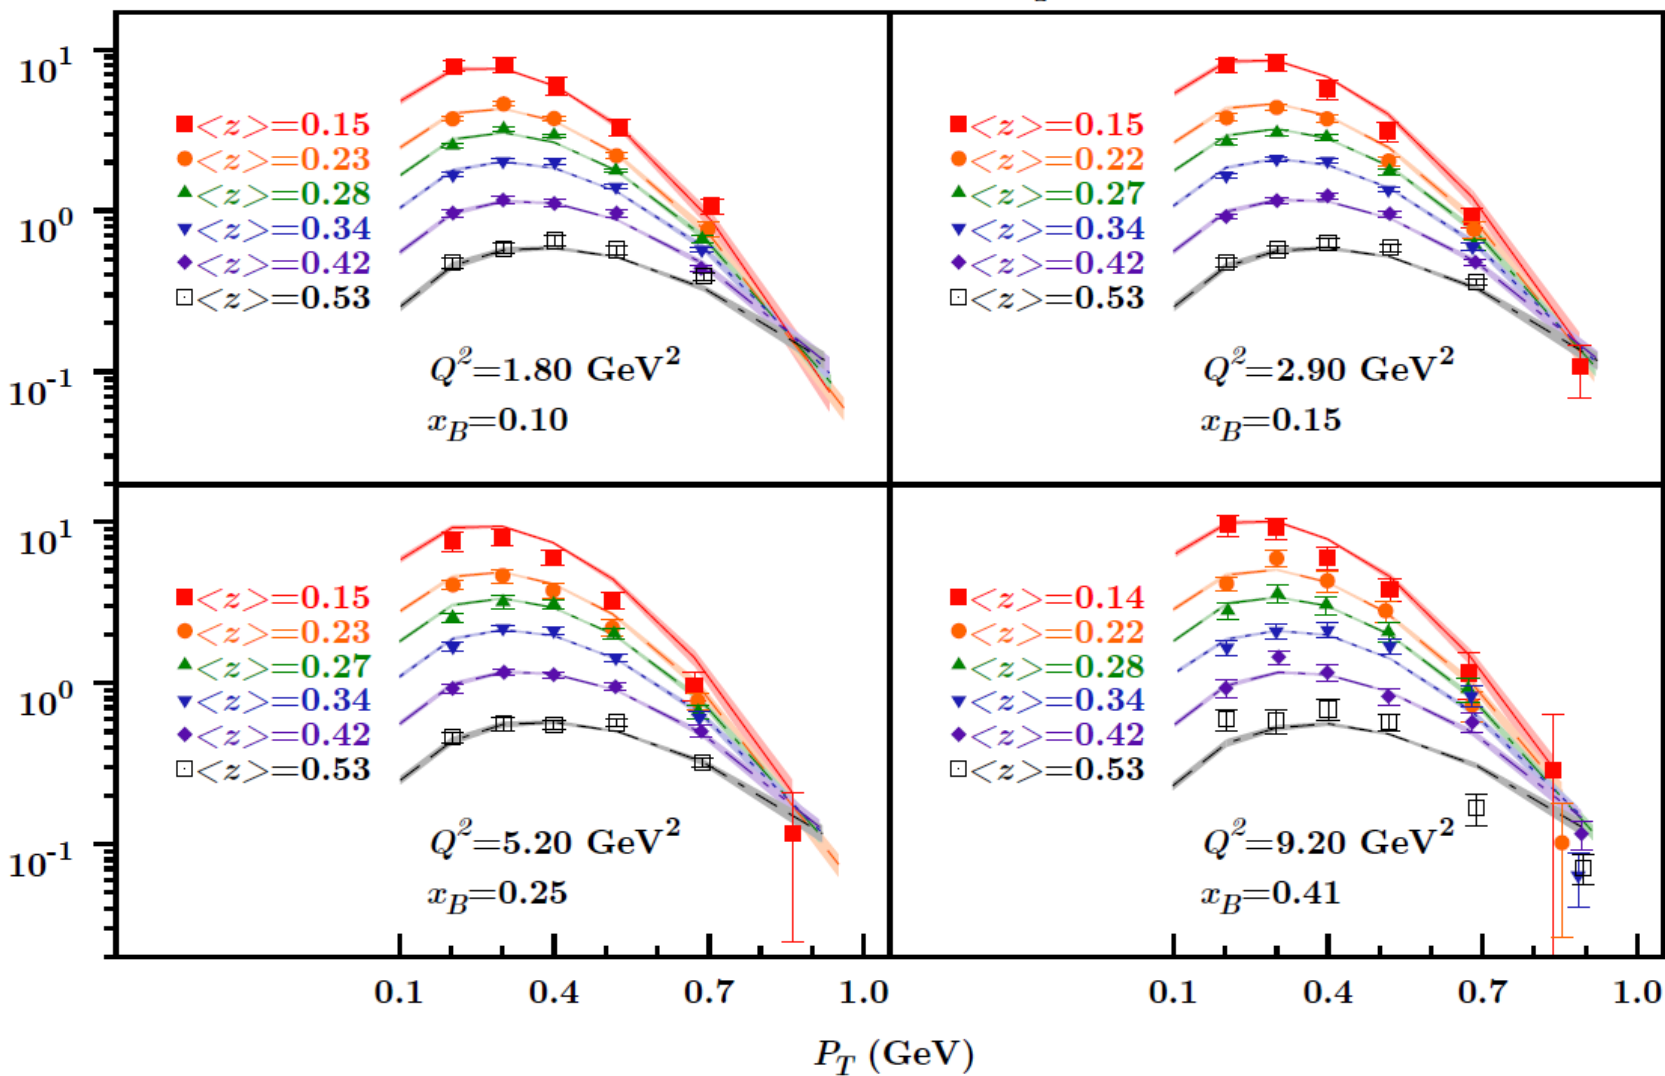 10^1
<z>=0.15
<z>=0.23
<z>=0.28
<z>=0.34
<z>=0.42
<z>=0.53
10^0
10^-1
Q^2=1.80 GeV^2
x_B=0.10
<z>=0.15
<z>=0.22
<z>=0.27
<z>=0.34
<z>=0.42
<z>=0.53
Q^2=2.90 GeV^2
x_B=0.15
10^1
<z>=0.15
<z>=0.23
<z>=0.27
<z>=0.34
<z>=0.42
<z>=0.53
10^0
10^-1
Q^2=5.20 GeV^2
x_B=0.25
<z>=0.14
<z>=0.22
<z>=0.28
<z>=0.34
<z>=0.42
<z>=0.53
Q^2=9.20 GeV^2
x_B=0.41
0.1 0.4 0.7 1.0 0.1 0.4 0.7 1.0
P_T (GeV)